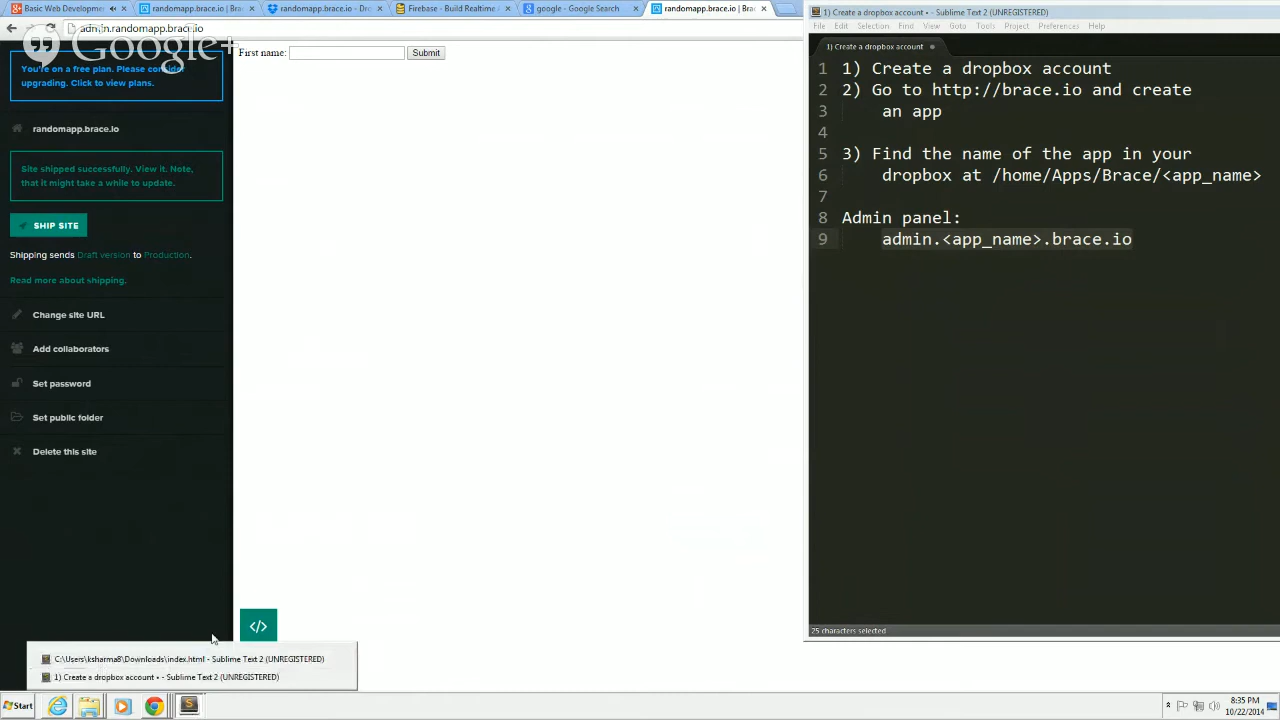 Basic Web Developme
randomapp.brace.io | Brac
randomapp.brace.io - Dro
Firebase - Build Realtime A
google - Google Search
randomapp.brace.io | Brac
admin.randomapp.brace.io
Google+
You're on a free plan. Please consider
upgrading. Click to view plans.
randomapp.brace.io
Site shipped successfully. View it. Note,
that it might take a while to update.
SHIP SITE
Shipping sends Draft version to Production.
Read more about shipping.
Change site URL
Add collaborators
Set password
Set public folder
Delete this site
First name:
Submit
</>
1) Create a dropbox account • - Sublime Text 2 (UNREGISTERED)
File Edit Selection Find View Goto Tools Project Preferences Help
1) Create a dropbox account
1 1) Create a dropbox account
2 2) Go to http://brace.io and create
3 an app
4
5 3) Find the name of the app in your
6 dropbox at /home/Apps/Brace/<app_name>
7
8 Admin panel:
9 admin.<app_name>.brace.io
25 characters selected
C:\Users\ksharma8\Downloads\index.html - Sublime Text 2 (UNREGISTERED)
1) Create a dropbox account • - Sublime Text 2 (UNREGISTERED)
Start
8:35 PM
10/22/2014